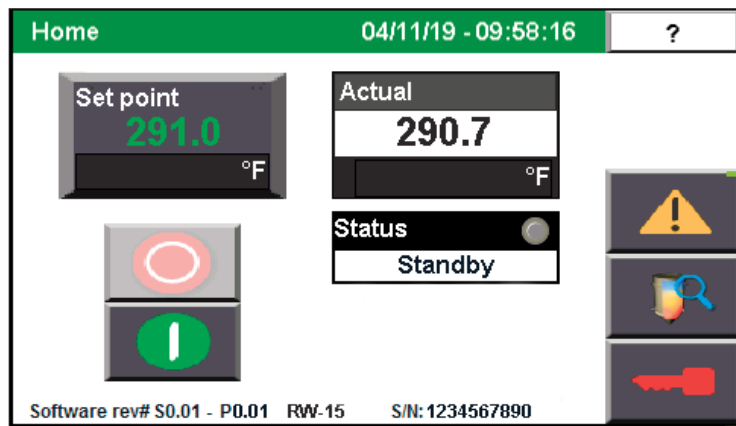 Home 04/11/19 - 09:58:16 ?
Set point
291.0
°F
Actual
290.7
°F
Status
Standby
Software rev# S0.01 - P0.01 RW-15 S/N: 1234567890